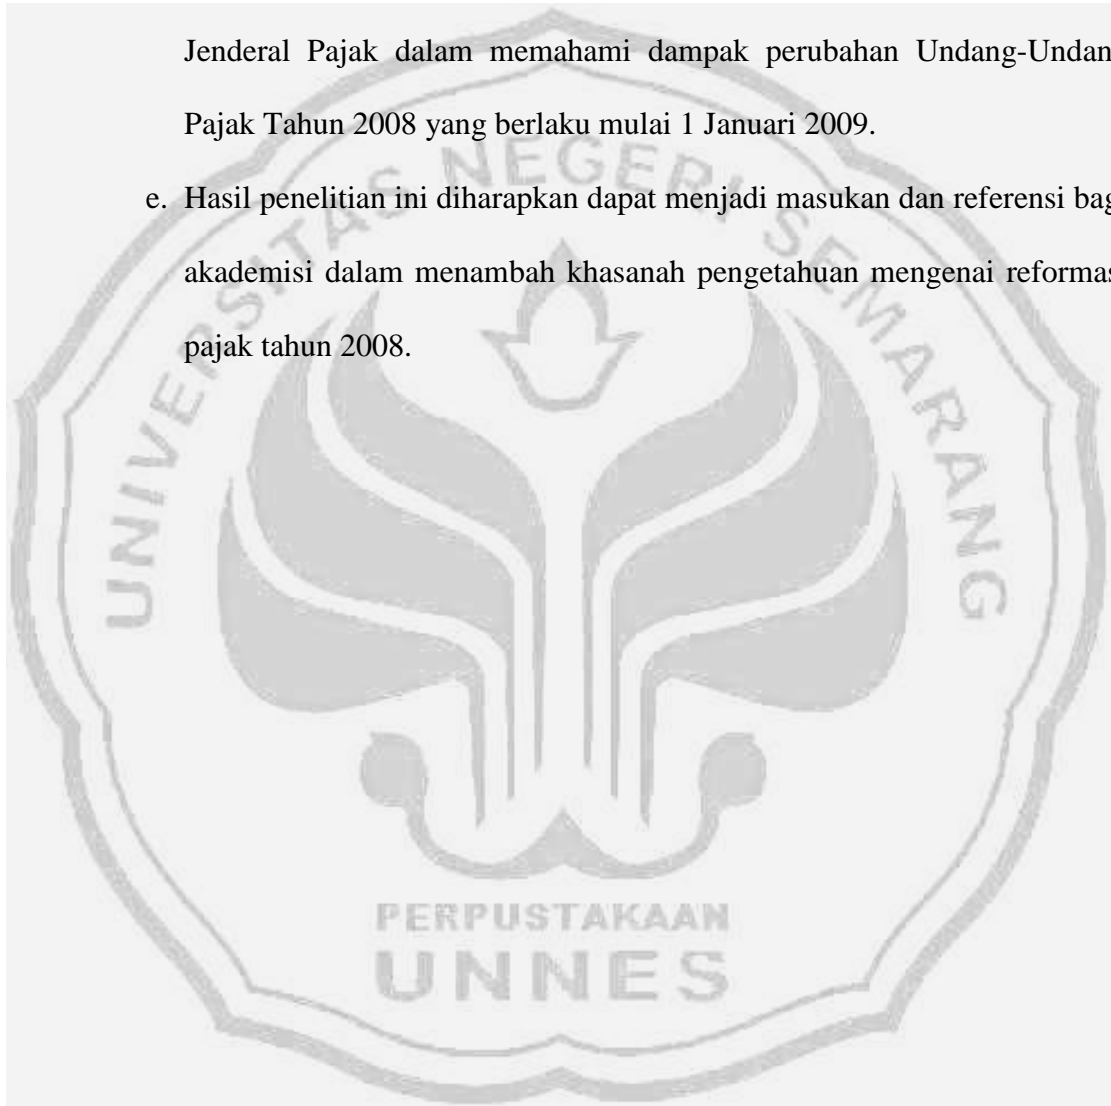 Jenderal Pajak dalam memahami dampak perubahan Undang-Undan
Pajak Tahun 2008 yang berlaku mulai 1 Januari 2009.
e. Hasil penelitian ini diharapkan dapat menjadi masukan dan referensi bag
akademisi dalam menambah khasanah pengetahuan mengenai reformas
pajak tahun 2008.
UNIVERSITAS NEGERI SEMARANG
PERPUSTAKAAN
UNNES